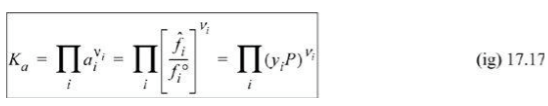 K_a = ∏_i a_i^{ν_i} = ∏_i [f̂_i / f_i°]^{ν_i} = ∏_i (y_i P)^{ν_i} (ig) 17.17